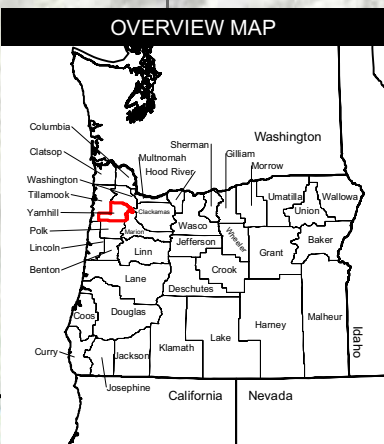 OVERVIEW MAP
Columbia
Clatsop
Washington
Tillamook
Yamhill
Polk
Lincoln
Benton
Multnomah
Hood River
Sherman
Gilliam
Morrow
Washington
Umatilla
Wallowa
Union
Clackamas
Marion
Wasco
Wheeler
Baker
Jefferson
Grant
Linn
Crook
Lane
Deschutes
Coos
Douglas
Malheur
Harney
Lake
Klamath
Curry
Jackson
Josephine
Idaho
California
Nevada